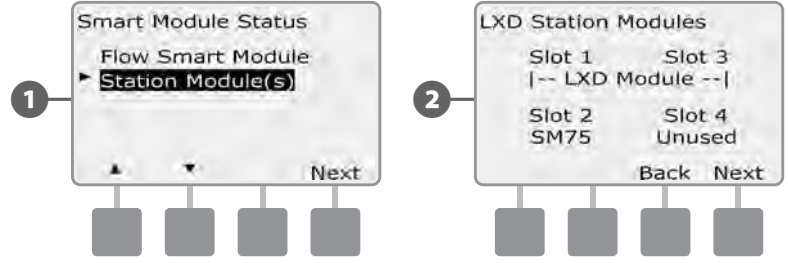 1
Smart Module Status
Flow Smart Module
Station Module(s)
Next
2
LXD Station Modules
Slot 1 Slot 3
|-- LXD Module --|
Slot 2 Slot 4
SM75 Unused
Back Next